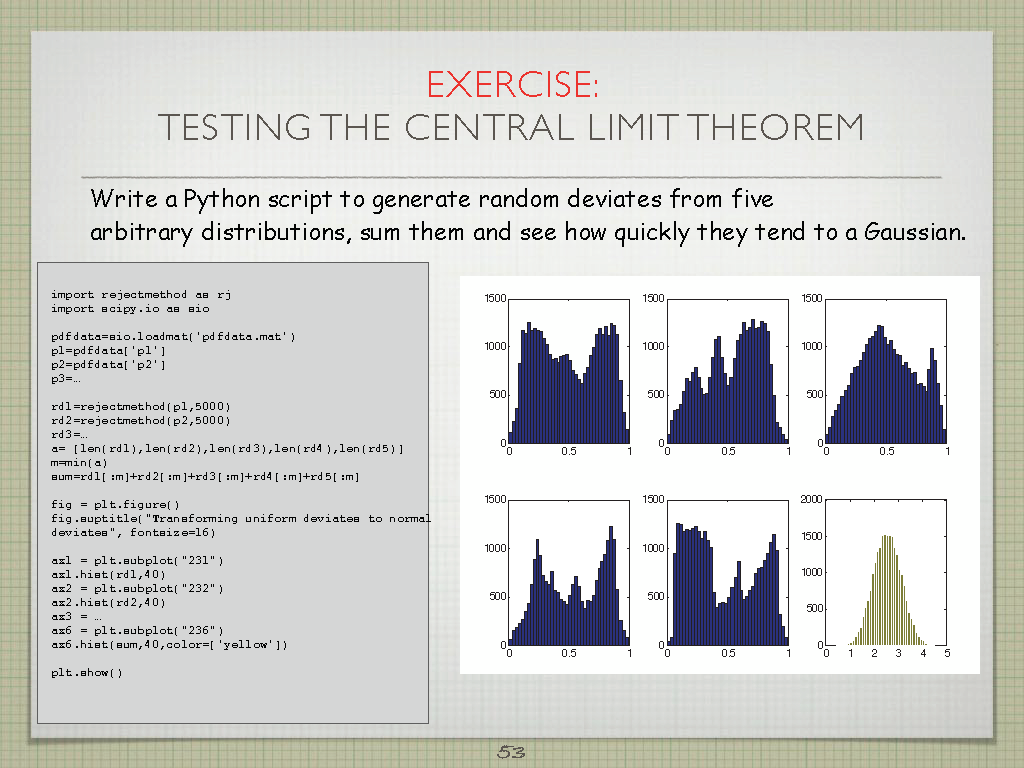 EXERCISE:
TESTING THE CENTRAL LIMIT THEOREM
Write a Python script to generate random deviates from five
arbitrary distributions, sum them and see how quickly they tend to a Gaussian.
import rejectmethod as rj
import scipy.io as sio
pdfdata=sio.loadmat('pdfdata.mat')
p1=pdfdata['p1']
p2=pdfdata['p2']
p3=…
rd1=rejectmethod(p1,5000)
rd2=rejectmethod(p2,5000)
rd3=…
a= [len(rd1),len(rd2),len(rd3),len(rd4),len(rd5)]
m=min(a)
sum=rd1[:m]+rd2[:m]+rd3[:m]+rd4[:m]+rd5[:m]
fig = plt.figure()
fig.suptitle("Transforming uniform deviates to normal
deviates", fontsize=16)
ax1 = plt.subplot("231")
ax1.hist(rd1,40)
ax2 = plt.subplot("232")
ax2.hist(rd2,40)
ax3 = …
ax6 = plt.subplot("236")
ax6.hist(sum,40,color=['yellow'])
plt.show()
1500 1500 1500
1000 1000 1000
500 500 500
0 0 0
0 0.5 1 0 0.5 1 0 0.5 1
1500 1500 2000
1500
1000 1000 1000
500 500 500
0 0 0
0 0.5 1 0 0.5 1 0 1 2 3 4 5
53